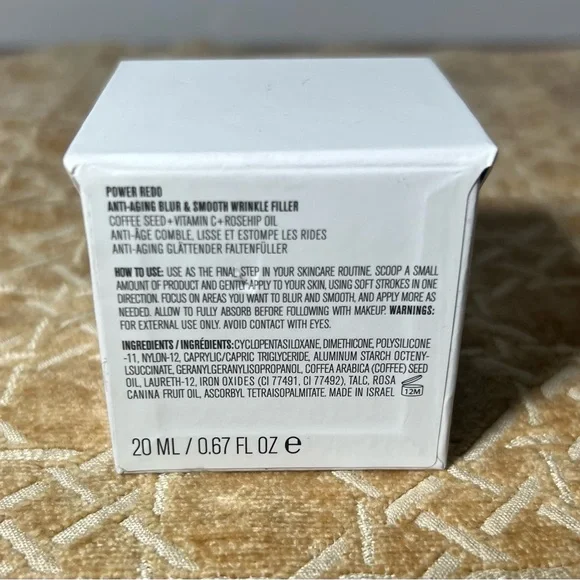 POWER REDO
ANTI-AGING BLUR & SMOOTH WRINKLE FILLER
COFFEE SEED + VITAMIN C + ROSEHIP OIL
ANTI-ÂGE COMBLE, LISSE ET ESTOMPE LES RIDES
ANTI-AGING GLÄTTENDER FALTENFÜLLER
HOW TO USE: USE AS THE FINAL STEP IN YOUR SKINCARE ROUTINE. SCOOP A SMALL
AMOUNT OF PRODUCT AND GENTLY APPLY TO YOUR SKIN, USING SOFT STROKES IN ONE
DIRECTION. FOCUS ON AREAS YOU WANT TO BLUR AND SMOOTH, AND APPLY MORE AS
NEEDED. ALLOW TO FULLY ABSORB BEFORE FOLLOWING WITH MAKEUP. WARNINGS:
FOR EXTERNAL USE ONLY. AVOID CONTACT WITH EYES.
INGREDIENTS/INGRÉDIENTS:CYCLOPENTASILOXANE, DIMETHICONE, POLYSILICONE
-11, NYLON-12, CAPRYLIC/CAPRIC TRIGLYCERIDE, ALUMINUM STARCH OCTENY-
LSUCCINATE, GERANYLGERANYLISOPROPANOL, COFFEA ARABICA (COFFEE) SEED
OIL, LAURETH-12, IRON OXIDES (CI 77491, CI 77492), TALC, ROSA
CANINA FRUIT OIL, ASCORBYL TETRAISOPALMITATE. MADE IN ISRAEL 12M
20 ML / 0.67 FL OZ ℮